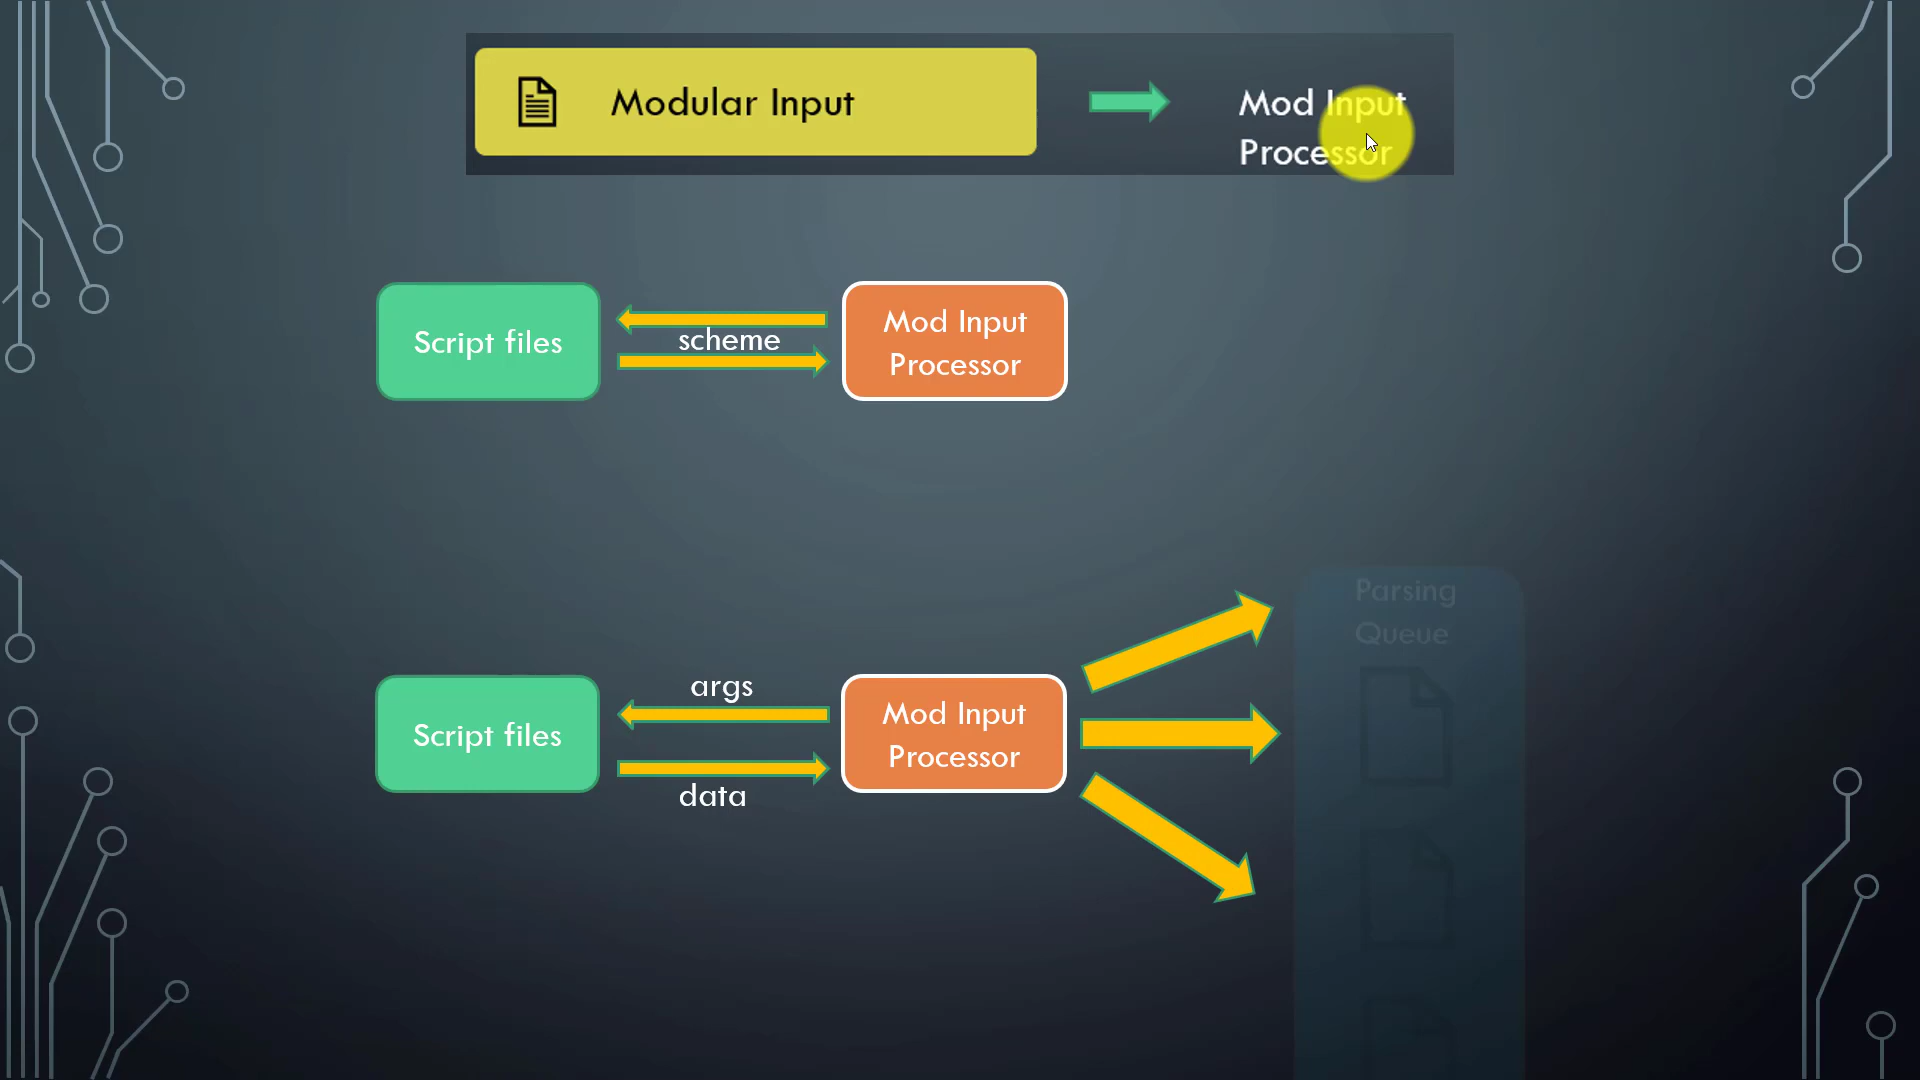 Modular Input
Mod Input
Processor
Script files
scheme
Mod Input
Processor
Parsing
Queue
args
Script files
Mod Input
Processor
data